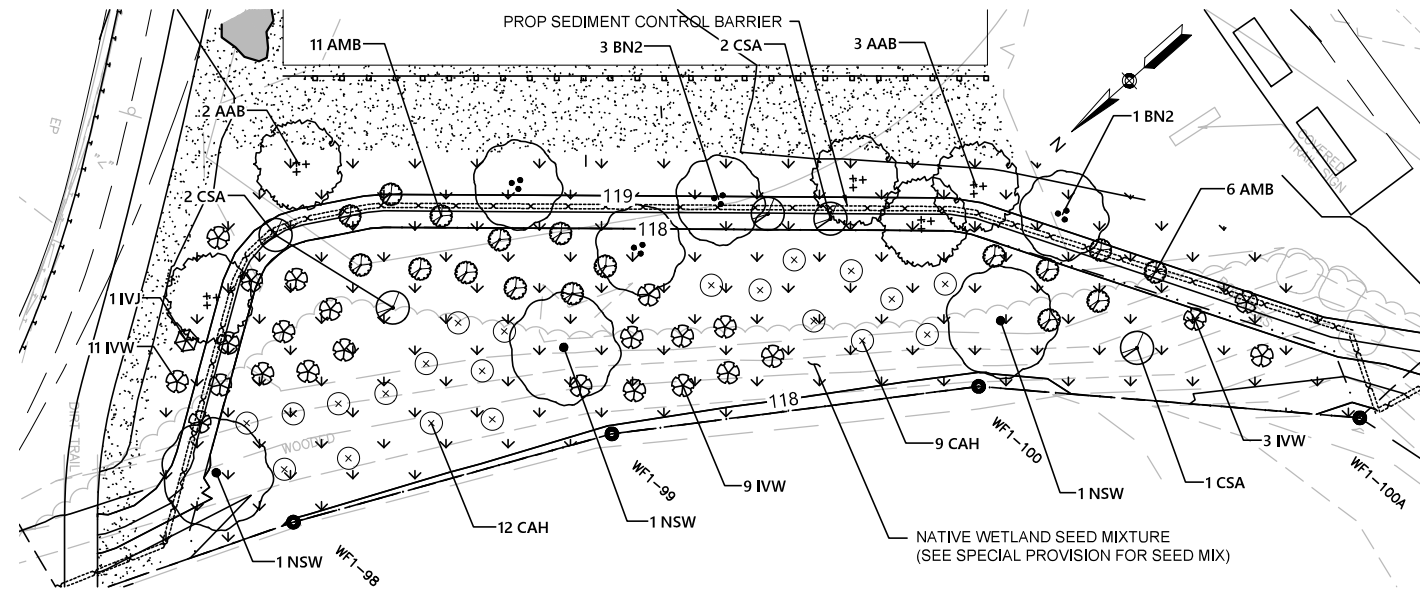 PROP SEDIMENT CONTROL BARRIER
11 AMB
3 BN2
2 CSA
3 AAB
2 AAB
1 BN2
EP
N
COVERED
TRAIL SIGN
2 CSA
119
6 AMB
118
1 IVJ
11 IVW
118
DIRT TRAIL
WOODED
9 CAH
WF1-100
3 IVW
WF1-99
9 IVW
1 NSW
1 CSA
WF1-100A
12 CAH
1 NSW
NATIVE WETLAND SEED MIXTURE
(SEE SPECIAL PROVISION FOR SEED MIX)
1 NSW
WF1-98